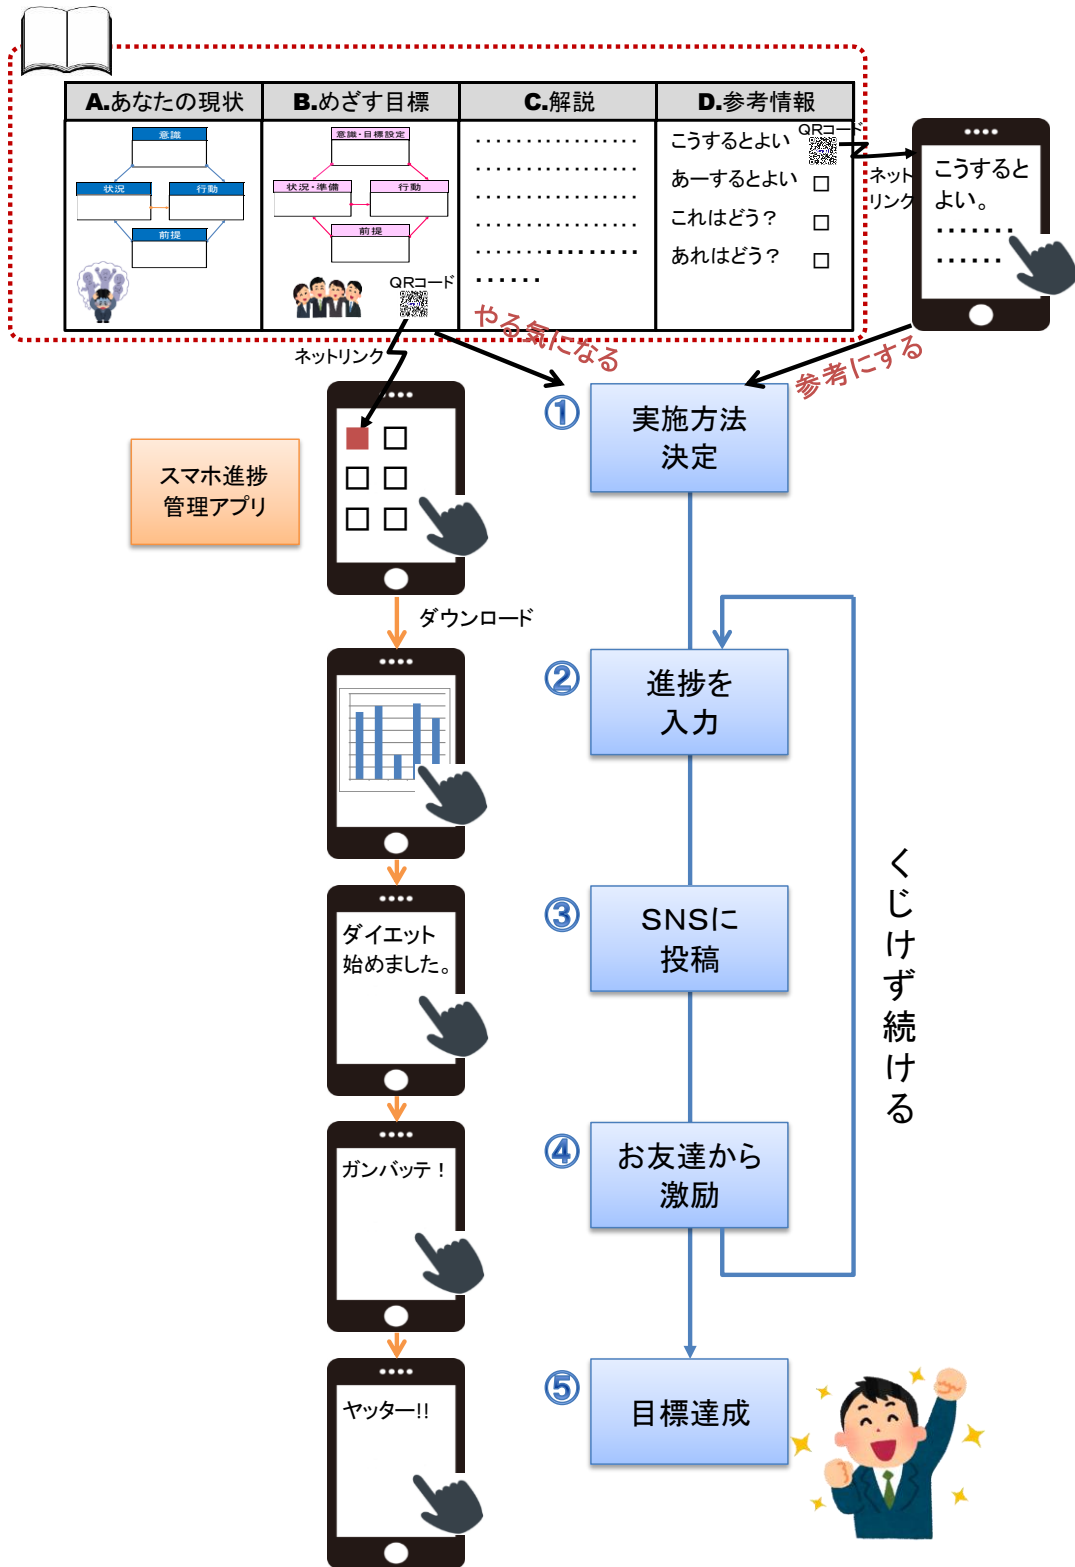 A.あなたの現状
B.めざす目標
C.解説
D.参考情報
意識
状況
行動
前提
意識・目標設定
状況・準備
行動
前提
QRコード
こうするとよい
QRコード
あーするとよい
これはどう？
あれはどう？
ネット
リンク
こうすると
よい。
ネットリンク
やる気になる
参考にする
スマホ進捗
管理アプリ
①
実施方法
決定
ダウンロード
②
進捗を
入力
ダイエット
始めました。
③
SNSに
投稿
くじけず続ける
ガンバッテ！
④
お友達から
激励
ヤッター!!
⑤
目標達成